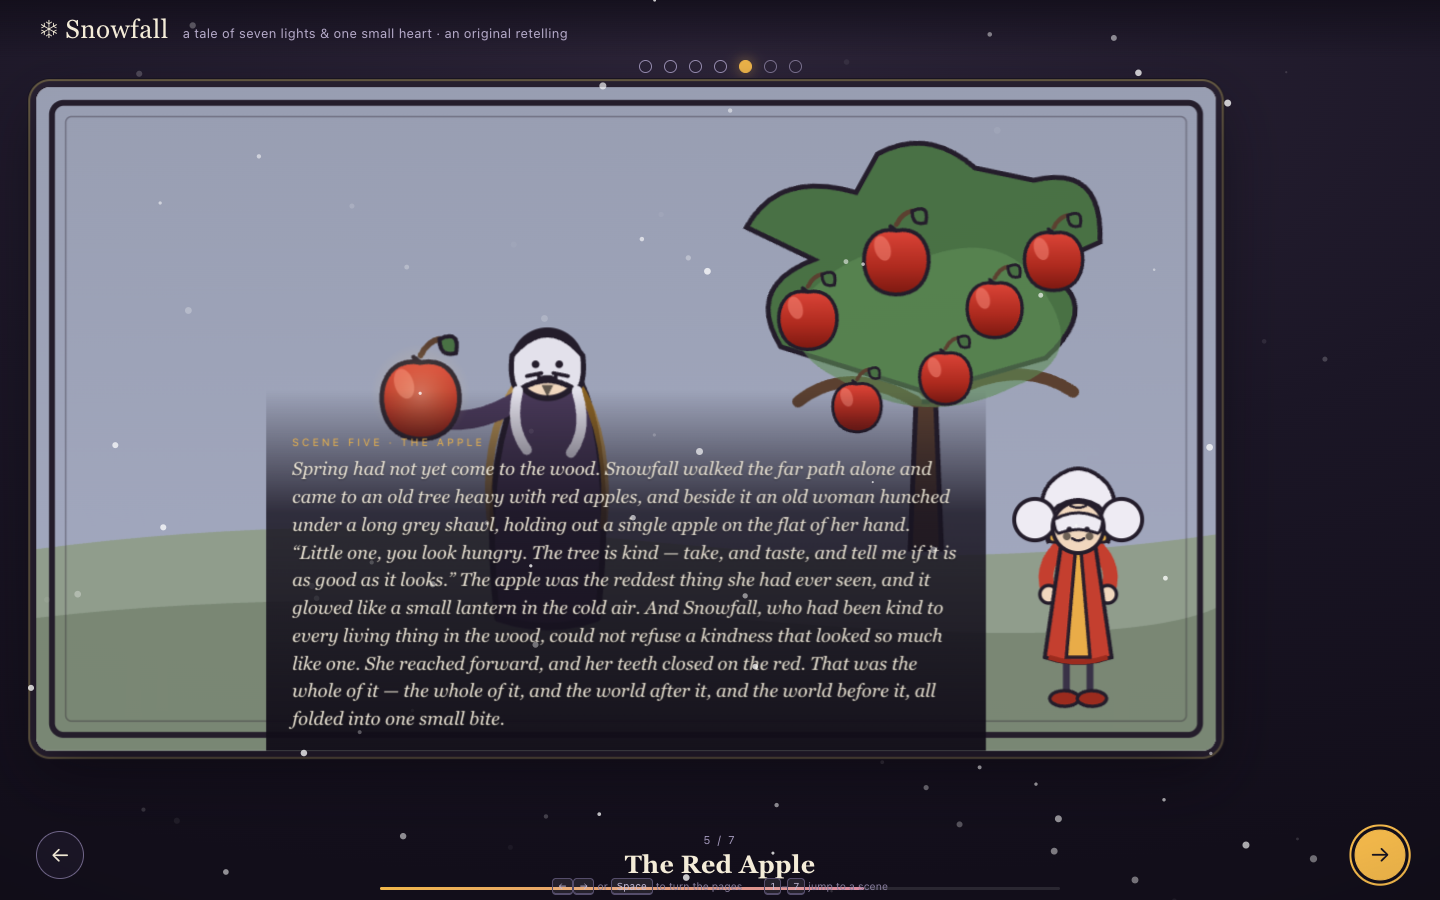 ❄ Snowfall a tale of seven lights & one small heart · an original retelling
SCENE FIVE · THE APPLE
Spring had not yet come to the wood. Snowfall walked the far path alone and
came to an old tree heavy with red apples, and beside it an old woman hunched
under a long grey shawl, holding out a single apple on the flat of her hand.
“Little one, you look hungry. The tree is kind — take, and taste, and tell me if it is
as good as it looks.” The apple was the reddest thing she had ever seen, and it
glowed like a small lantern in the cold air. And Snowfall, who had been kind to
every living thing in the wood, could not refuse a kindness that looked so much
like one. She reached forward, and her teeth closed on the red. That was the
whole of it — the whole of it, and the world after it, and the world before it, all
folded into one small bite.
5 / 7
The Red Apple
← → or Space to turn the pages 1 7 jump to a scene